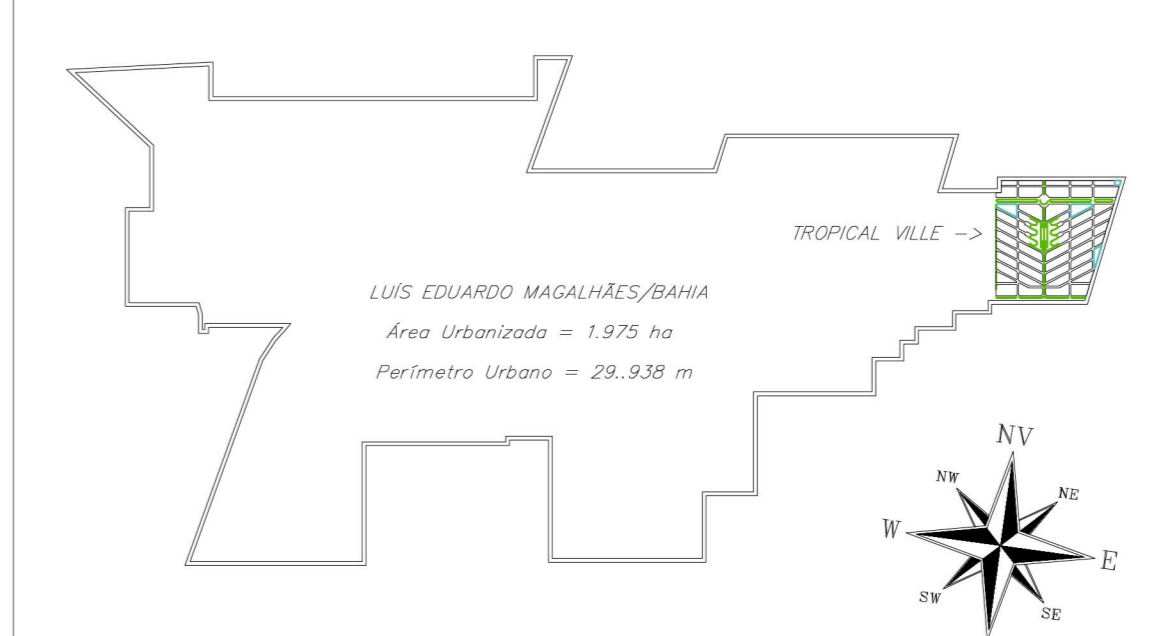 TROPICAL VILLE ->
LUÍS EDUARDO MAGALHÃES/BAHIA
Área Urbanizada = 1.975 ha
Perímetro Urbano = 29..938 m
NV
NW
NE
W
E
SW
SE